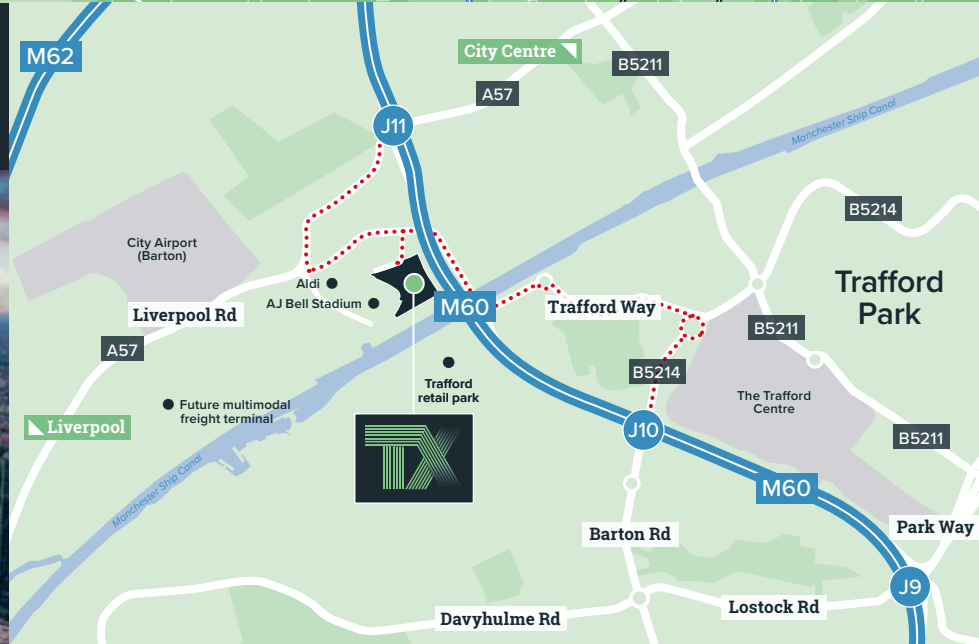 M62
City Centre
B5211
A57
J11
Manchester Ship Canal
B5214
City Airport
(Barton)
Aldi
AJ Bell Stadium
Liverpool Rd
M60
Trafford Way
Trafford
Park
B5211
A57
Trafford
retail park
B5214
The Trafford
Centre
Future multimodal
freight terminal
Liverpool
TX
J10
B5211
Manchester Ship Canal
M60
Barton Rd
Park Way
J9
Davyhulme Rd
Lostock Rd